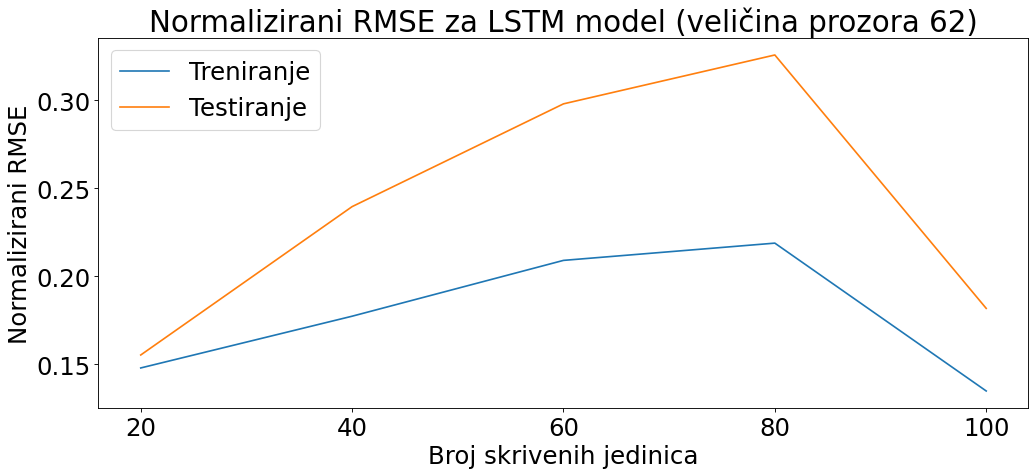 Normalizirani RMSE za LSTM model (veličina prozora 62)
Treniranje
Testiranje
Normalizirani RMSE
0.30
0.25
0.20
0.15
20 40 60 80 100
Broj skrivenih jedinica